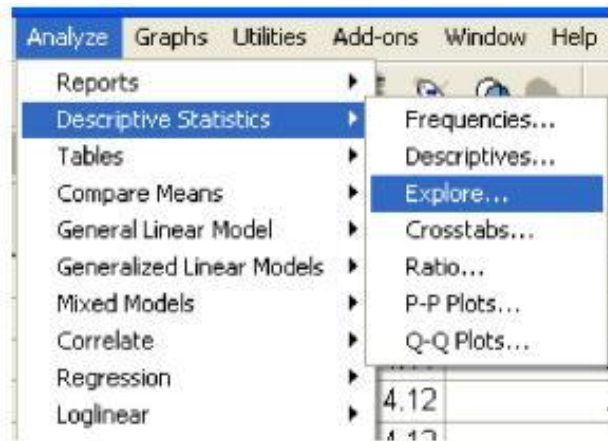 Analyze Graphs Utilities Add-ons Window Help
Reports
Descriptive Statistics
Tables
Compare Means
General Linear Model
Generalized Linear Models
Mixed Models
Correlate
Regression
Loglinear
Frequencies...
Descriptives...
Explore...
Crosstabs...
Ratio...
P-P Plots...
Q-Q Plots...
4.12